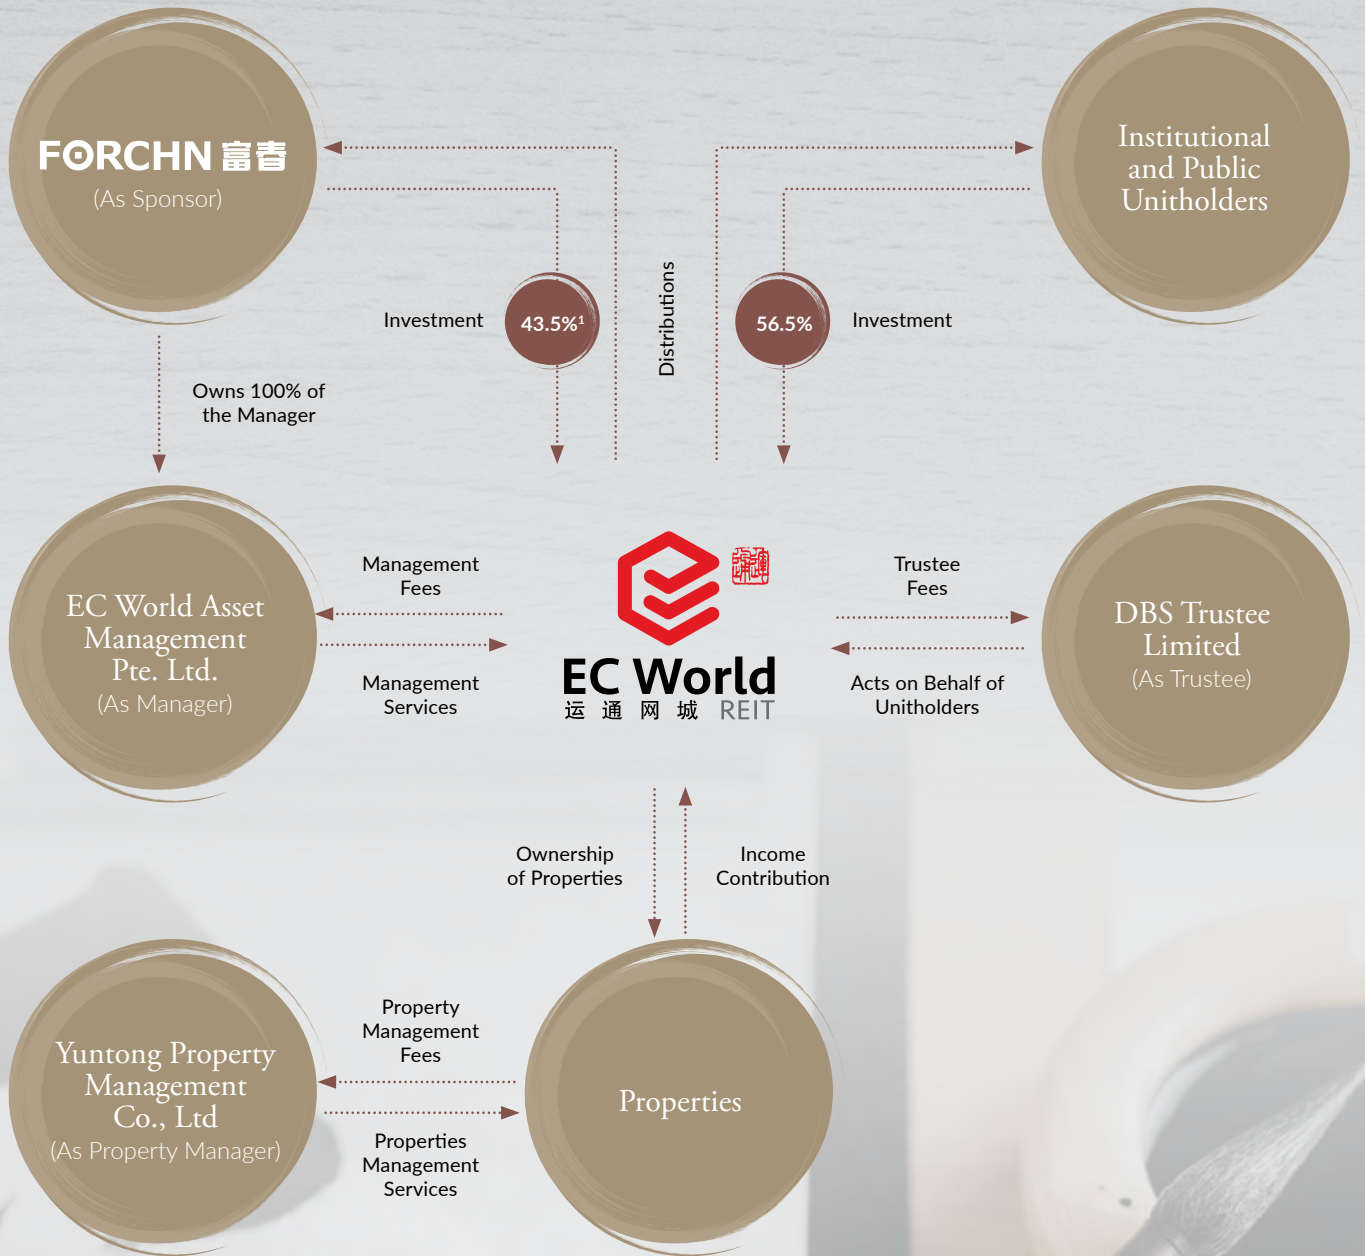 FORCHN 富春
(As Sponsor)
Institutional
and Public
Unitholders
Investment
43.5%¹
Distributions
56.5%
Investment
Owns 100% of
the Manager
EC World Asset
Management
Pte. Ltd.
(As Manager)
Management
Fees
Management
Services
EC World
运通网城 REIT
Trustee
Fees
Acts on Behalf of
Unitholders
DBS Trustee
Limited
(As Trustee)
Ownership
of Properties
Income
Contribution
Yuntong Property
Management
Co., Ltd
(As Property Manager)
Property
Management
Fees
Properties
Management
Services
Properties